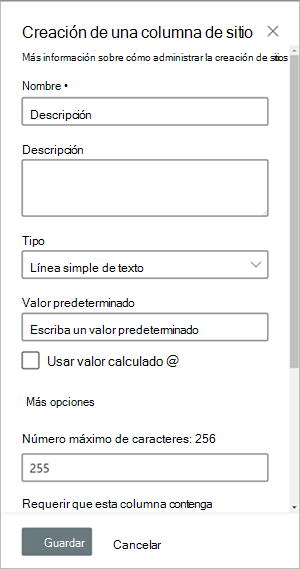 Creación de una columna de sitio
Más información sobre cómo administrar la creación de sitios
Nombre •
Descripción
Descripción
Tipo
Línea simple de texto
Valor predeterminado
Escriba un valor predeterminado
Usar valor calculado @
Más opciones
Número máximo de caracteres: 256
255
Requerir que esta columna contenga
Guardar
Cancelar